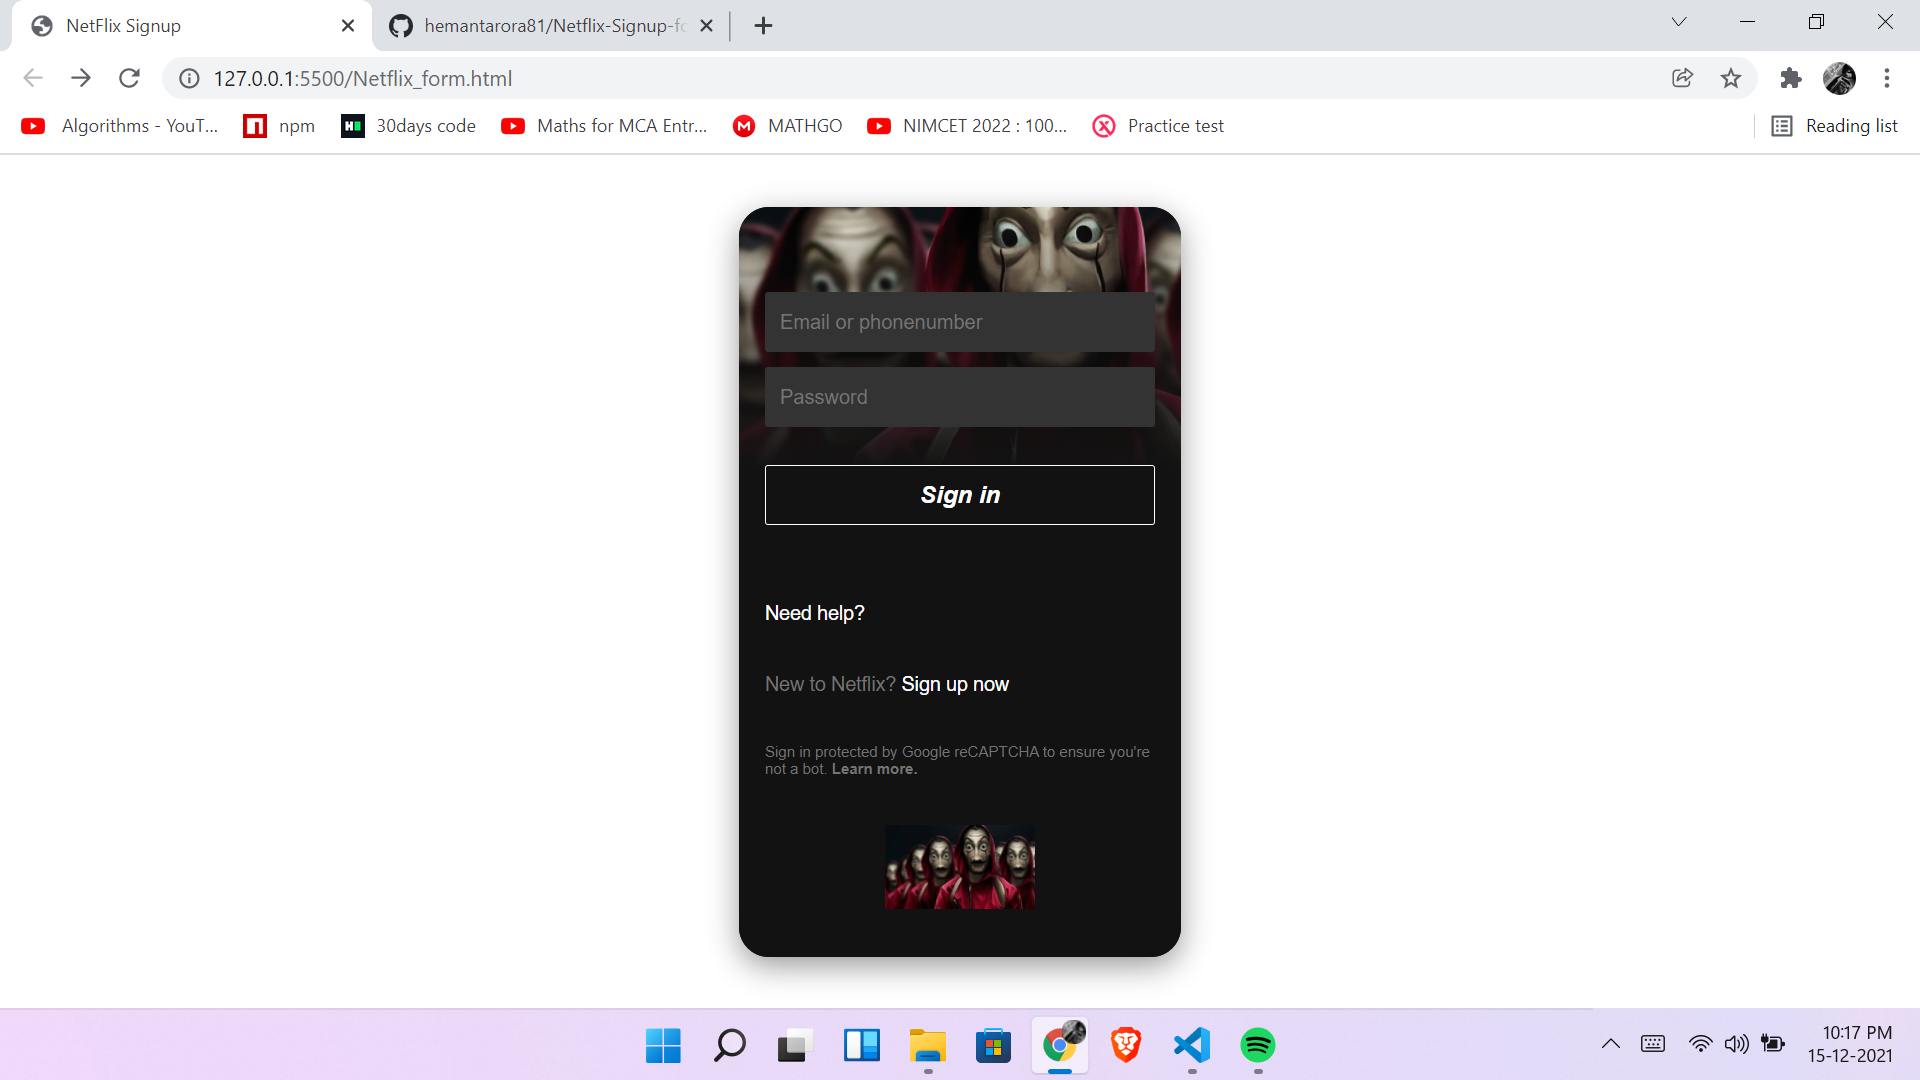 NetFlix Signup
hemantarora81/Netflix-Signup-fo
127.0.0.1:5500/Netflix_form.html
Algorithms - YouT...
npm
30days code
Maths for MCA Entr...
MATHGO
NIMCET 2022 : 100...
Practice test
Reading list
Email or phonenumber
Password
Sign in
Need help?
New to Netflix? Sign up now
Sign in protected by Google reCAPTCHA to ensure you're
not a bot. Learn more.
10:17 PM
15-12-2021